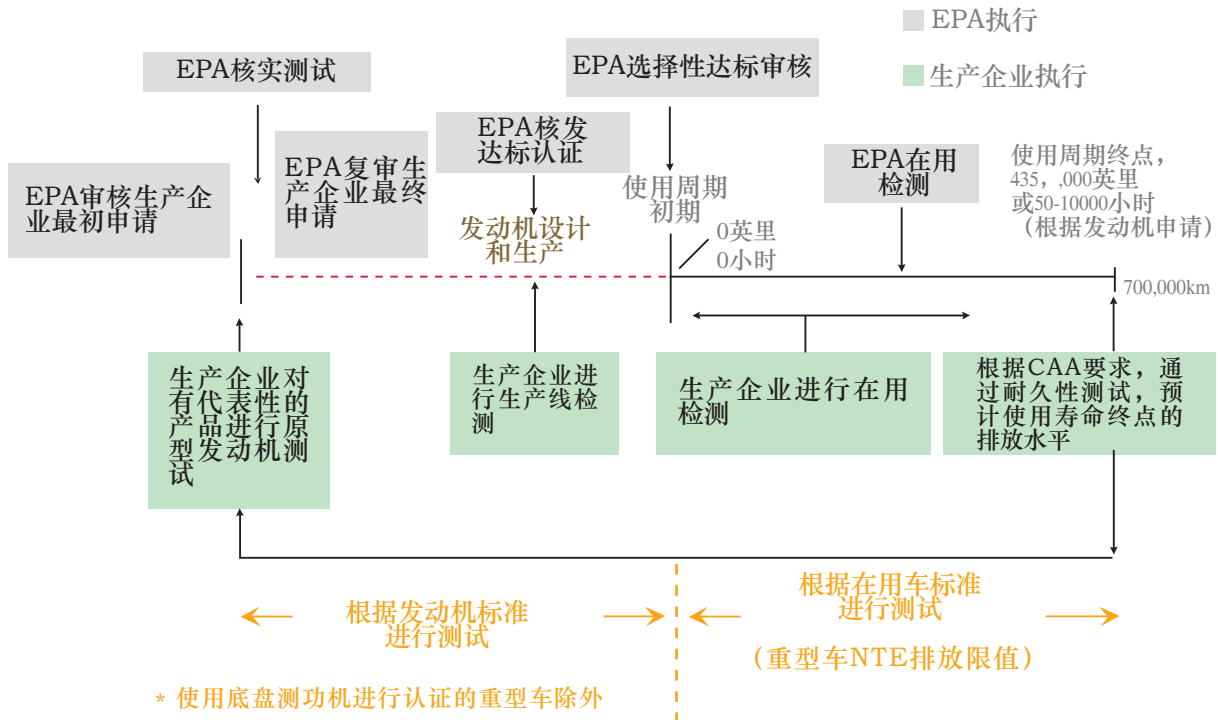 EPA执行
生产企业执行
EPA核实测试
EPA选择性达标审核
EPA审核生产企
业最初申请
EPA复审生
产企业最终
申请
EPA核发
达标认证
发动机设计
和生产
使用周期
初期
0英里
0小时
EPA在用
检测
使用周期终点，
435，,000英里
或50-10000小时
（根据发动机申请）
700,000km
生产企业对
有代表性的
产品进行原
型发动机测
试
生产企业进
行生产线检
测
生产企业进行在用
检测
根据CAA要求，通
过耐久性测试，预
计使用寿命终点的
排放水平
根据发动机标准
进行测试
根据在用车标准
进行测试
（重型车NTE排放限值）
* 使用底盘测功机进行认证的重型车除外